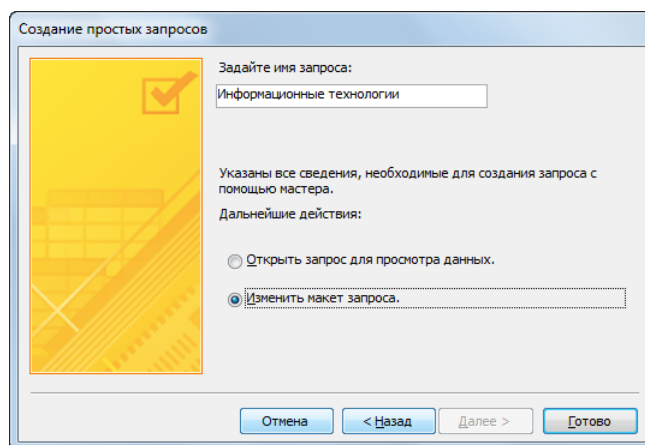 Создание простых запросов
Задайте имя запроса:
Информационные технологии
Указаны все сведения, необходимые для создания запроса с
помощью мастера.
Дальнейшие действия:
Открыть запрос для просмотра данных.
Изменить макет запроса.
Отмена
< Назад
Далее >
Готово